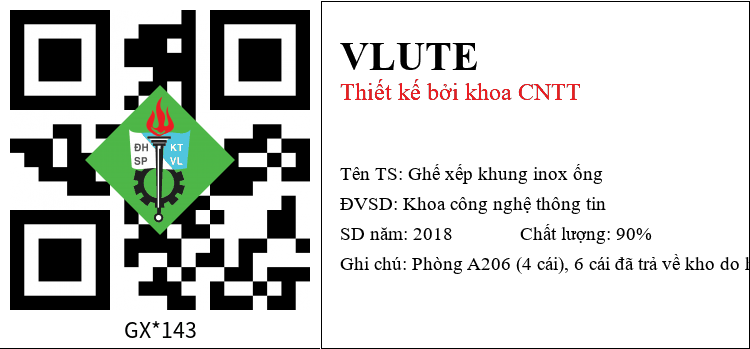 VLUTE
Thiết kế bởi khoa CNTT
ĐH KT
SP VL
Tên TS: Ghế xếp khung inox ống
ĐVSD: Khoa công nghệ thông tin
SD năm: 2018 Chất lượng: 90%
Ghi chú: Phòng A206 (4 cái), 6 cái đã trả về kho do
GX*143